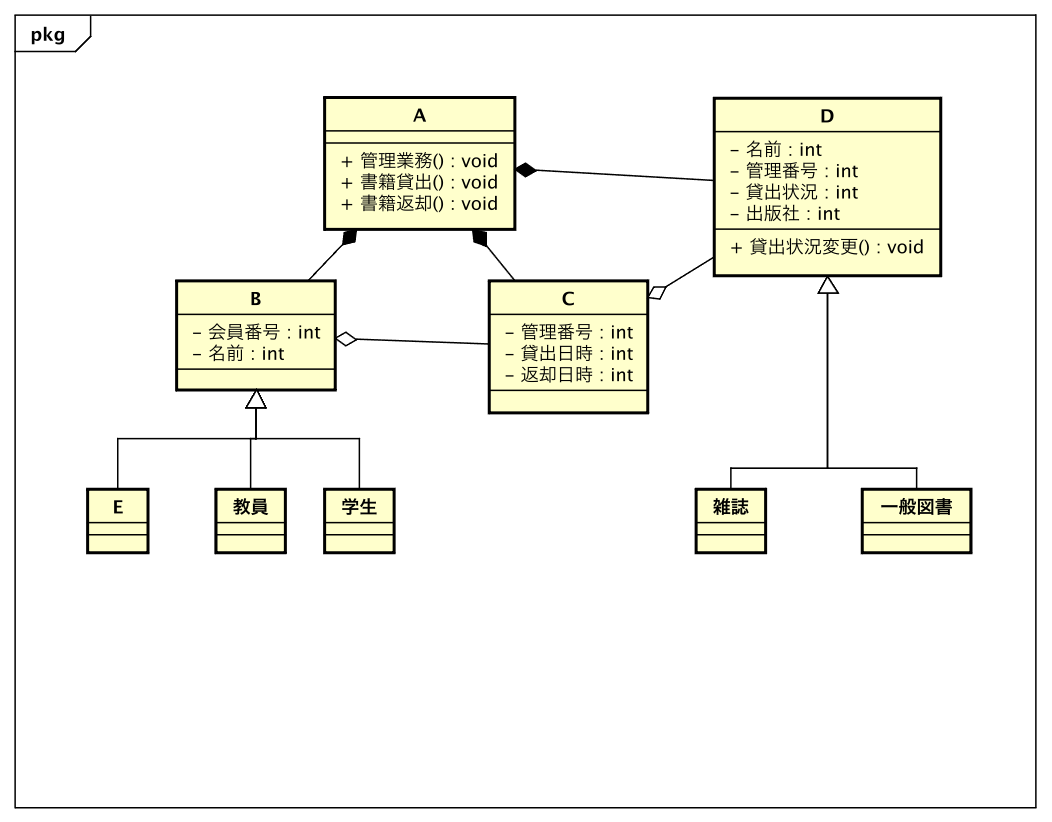 pkg
A
+ 管理業務() : void
+ 書籍貸出() : void
+ 書籍返却() : void
D
– 名前 : int
– 管理番号 : int
– 貸出状況 : int
– 出版社 : int
+ 貸出状況変更() : void
B
– 会員番号 : int
– 名前 : int
C
– 管理番号 : int
– 貸出日時 : int
– 返却日時 : int
E
教員
学生
雑誌
一般図書